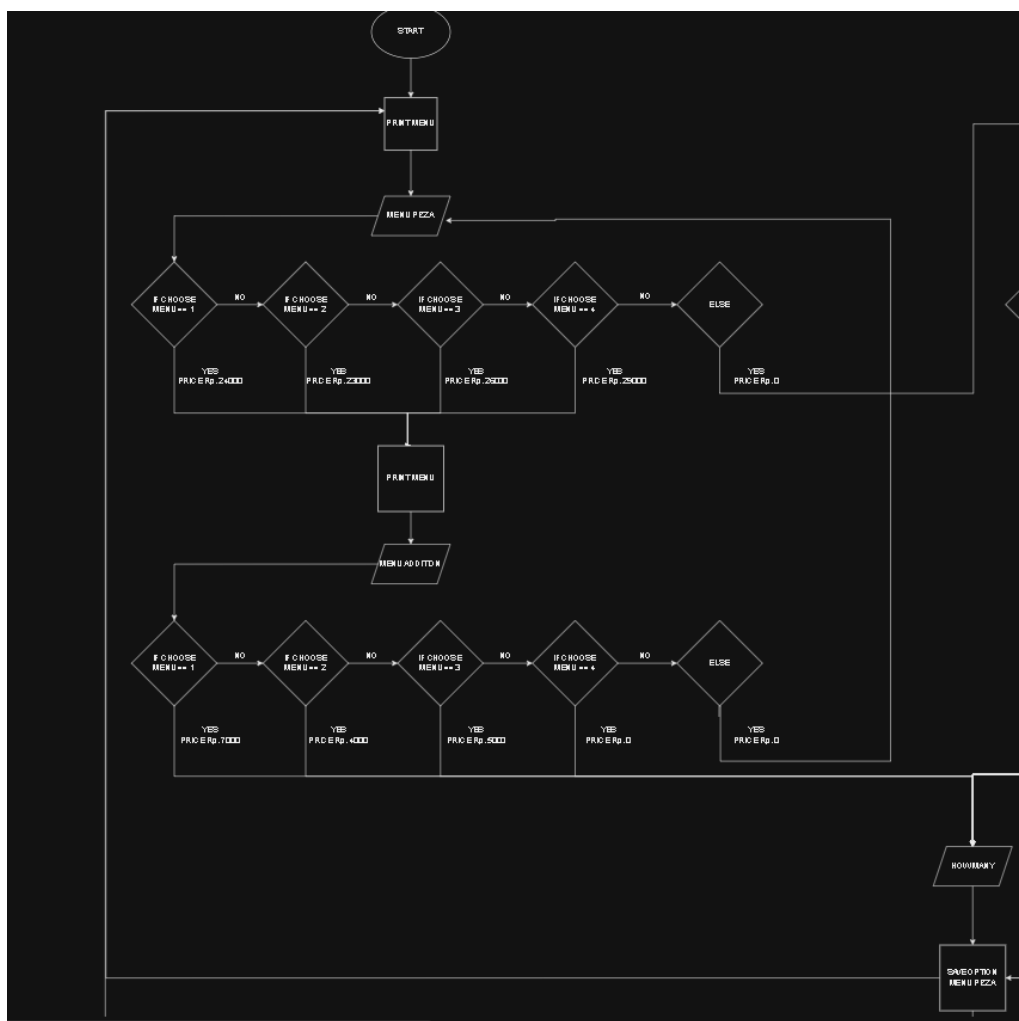 START
PRINT MENU
MENU PIZZA
IF CHOOSE
MENU == 1
NO
IF CHOOSE
MENU == 2
NO
IF CHOOSE
MENU == 3
NO
IF CHOOSE
MENU == 4
NO
ELSE
YES
PRICE Rp.24000
YES
PRICE Rp.23000
YES
PRICE Rp.26000
YES
PRICE Rp.29000
YES
PRICE Rp.0
PRINT MENU
MENU ADDITION
IF CHOOSE
MENU == 1
NO
IF CHOOSE
MENU == 2
NO
IF CHOOSE
MENU == 3
NO
IF CHOOSE
MENU == 4
NO
ELSE
YES
PRICE Rp.7000
YES
PRICE Rp.4000
YES
PRICE Rp.5000
YES
PRICE Rp.0
YES
PRICE Rp.0
HOW MANY
SAVE OPTION
MENU PIZZA